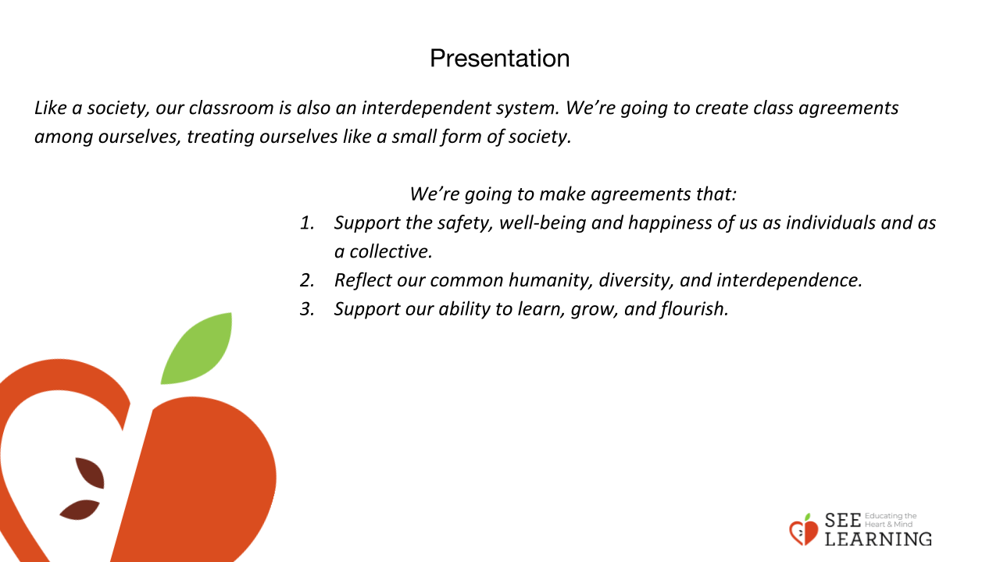 Presentation
Like a society, our classroom is also an interdependent system. We’re going to create class agreements
among ourselves, treating ourselves like a small form of society.
We’re going to make agreements that:
1. Support the safety, well-being and happiness of us as individuals and as
a collective.
2. Reflect our common humanity, diversity, and interdependence.
3. Support our ability to learn, grow, and flourish.
SEE Educating the
Heart & Mind
LEARNING